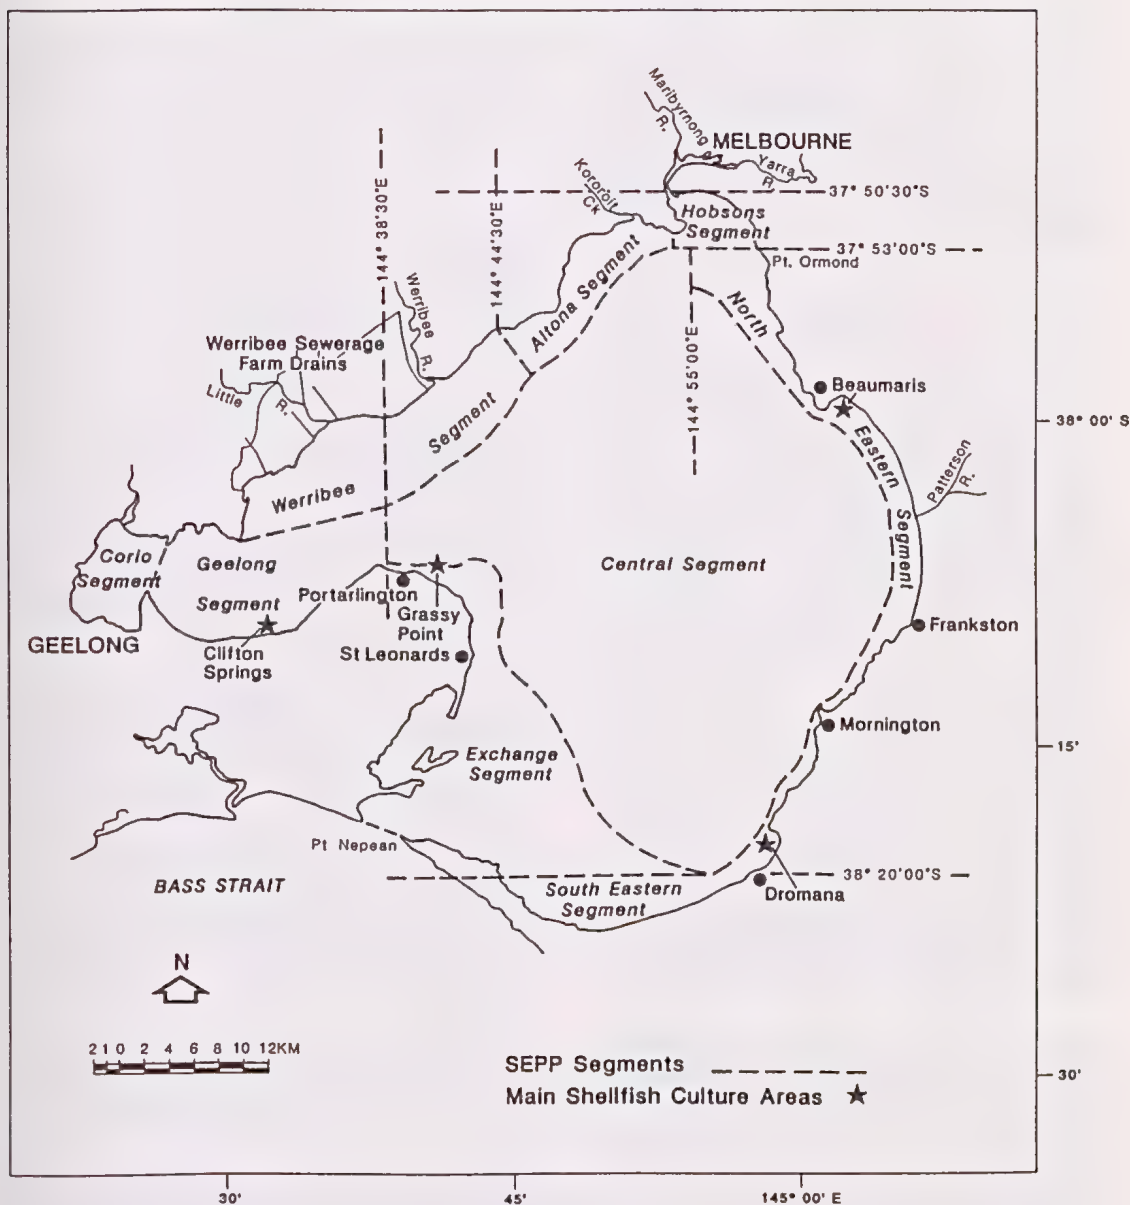 Maribyrnong
R.
MELBOURNE
Yarra
R.
37° 50'30"S
Kororoit
Ck
Hobsons
Segment
37° 53'00"S
Pt. Ormond
144° 38'30"E
144° 44'30"E
144° 55'00"E
Altona Segment
North
Eastern
Segment
Werribee
R.
Werribee Sewerage
Farm Drains
Little
R.
Beaumaris
38° 00' S
Patterson
R.
Werribee
Segment
Corio
Segment
Geelong
Segment
Central Segment
Portarlington
Grassy
Point
GEELONG
Clifton
Springs
St Leonards
Frankston
Mornington
15'
Exchange
Segment
Pt Nepean
BASS STRAIT
South Eastern
Segment
38° 20'00"S
Dromana
N
2 1 0 2 4 6 8 10 12KM
SEPP Segments
Main Shellfish Culture Areas
30'
30'
45'
145° 00' E